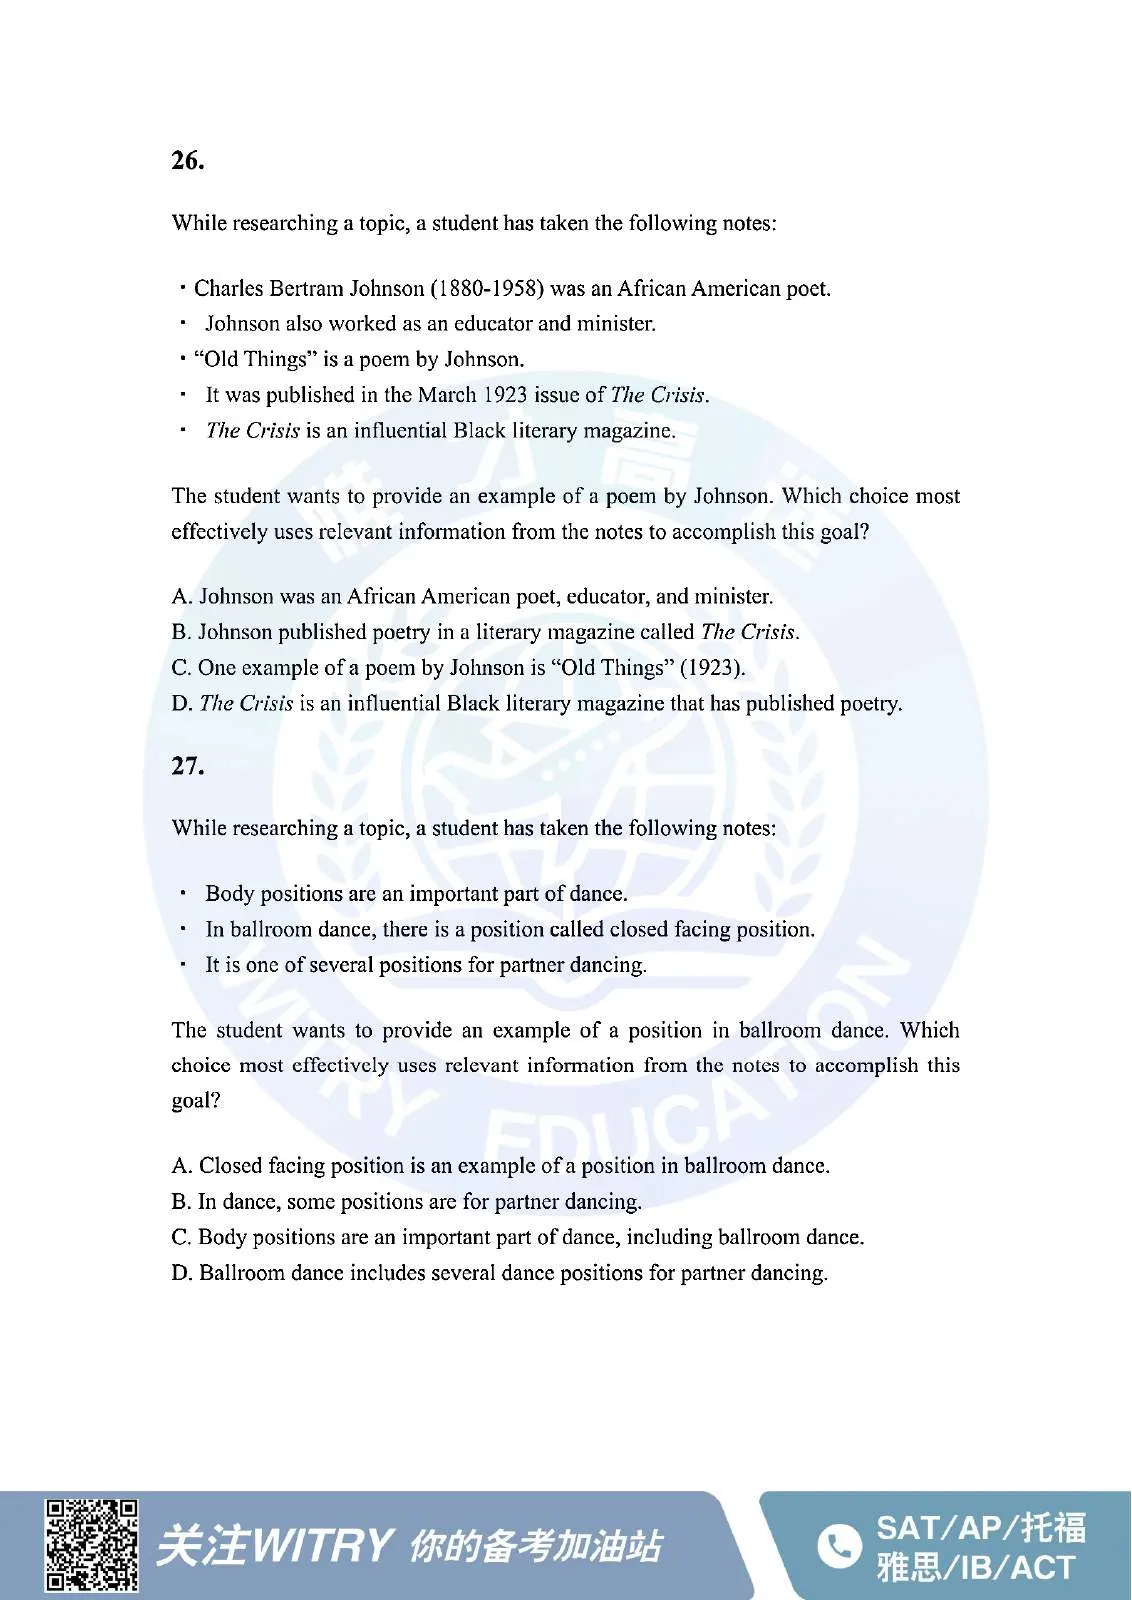 26.
While researching a topic, a student has taken the following notes:
· Charles Bertram Johnson (1880-1958) was an African American poet.
· Johnson also worked as an educator and minister.
· “Old Things” is a poem by Johnson.
· It was published in the March 1923 issue of The Crisis.
· The Crisis is an influential Black literary magazine.
The student wants to provide an example of a poem by Johnson. Which choice most
effectively uses relevant information from the notes to accomplish this goal?
A. Johnson was an African American poet, educator, and minister.
B. Johnson published poetry in a literary magazine called The Crisis.
C. One example of a poem by Johnson is “Old Things” (1923).
D. The Crisis is an influential Black literary magazine that has published poetry.
27.
While researching a topic, a student has taken the following notes:
· Body positions are an important part of dance.
· In ballroom dance, there is a position called closed facing position.
· It is one of several positions for partner dancing.
The student wants to provide an example of a position in ballroom dance. Which
choice most effectively uses relevant information from the notes to accomplish this
goal?
A. Closed facing position is an example of a position in ballroom dance.
B. In dance, some positions are for partner dancing.
C. Body positions are an important part of dance, including ballroom dance.
D. Ballroom dance includes several dance positions for partner dancing.
WITRY EDUCATION
关注WITRY 你的备考加油站
SAT/AP/托福
雅思/IB/ACT